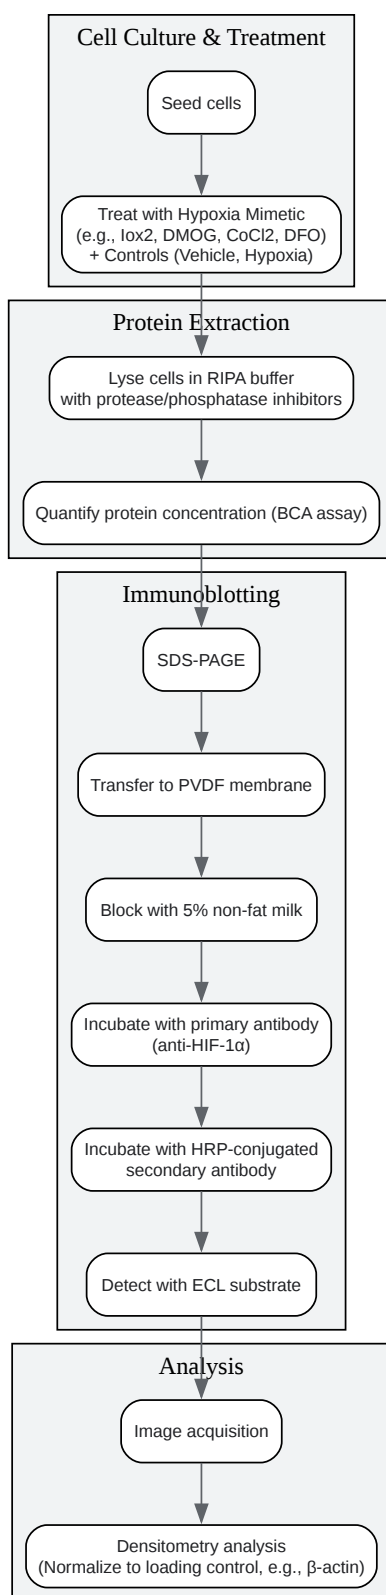 Cell Culture & Treatment
Seed cells
Treat with Hypoxia Mimetic
(e.g., Iox2, DMOG, CoCl2, DFO)
+ Controls (Vehicle, Hypoxia)
Protein Extraction
Lyse cells in RIPA buffer
with protease/phosphatase inhibitors
Quantify protein concentration (BCA assay)
Immunoblotting
SDS-PAGE
Transfer to PVDF membrane
Block with 5% non-fat milk
Incubate with primary antibody
(anti-HIF-1α)
Incubate with HRP-conjugated
secondary antibody
Detect with ECL substrate
Analysis
Image acquisition
Densitometry analysis
(Normalize to loading control, e.g., β-actin)